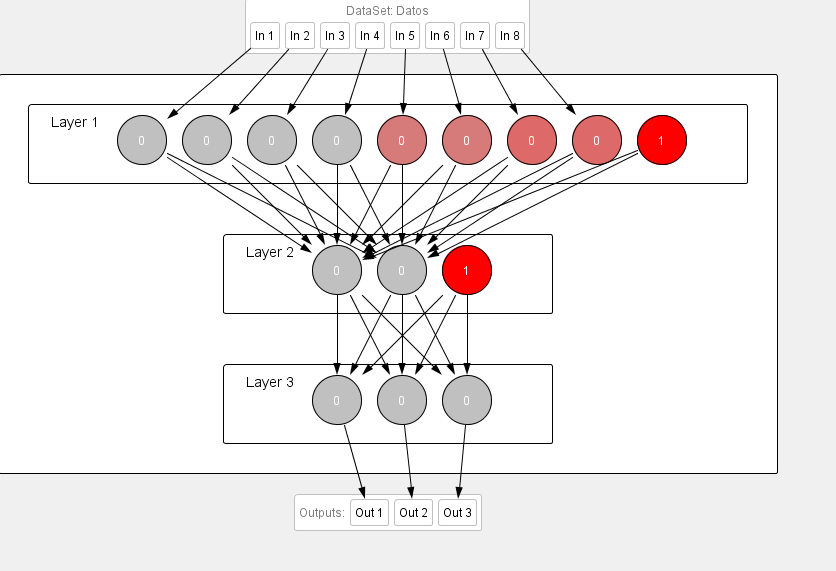 DataSet: Datos
In 1 In 2 In 3 In 4 In 5 In 6 In 7 In 8
Layer 1
0 0 0 0 0 0 0 0 1
Layer 2
0 0 1
Layer 3
0 0 0
Outputs: Out 1 Out 2 Out 3